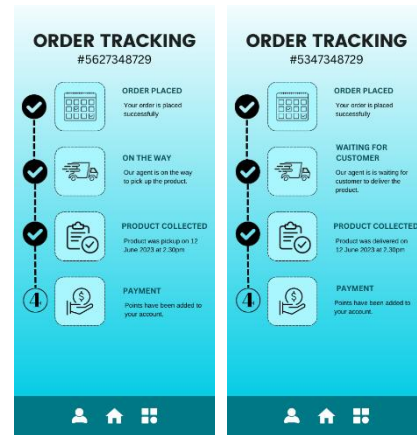 ORDER TRACKING
#5627348729
ORDER PLACED
Your order is placed
successfully
ON THE WAY
Our agent is on the way
to pick up the product.
PRODUCT COLLECTED
Product was pickup on 12
June 2023 at 2.30pm
4
PAYMENT
Points have been added to
your account.
ORDER TRACKING
#5347348729
ORDER PLACED
Your order is placed
successfully
WAITING FOR
CUSTOMER
Our agent is is waiting for
customer to deliver the
product.
PRODUCT COLLECTED
Product was delivered on
12 June 2023 at 2.30pm
4
PAYMENT
Points have been added to
your account.